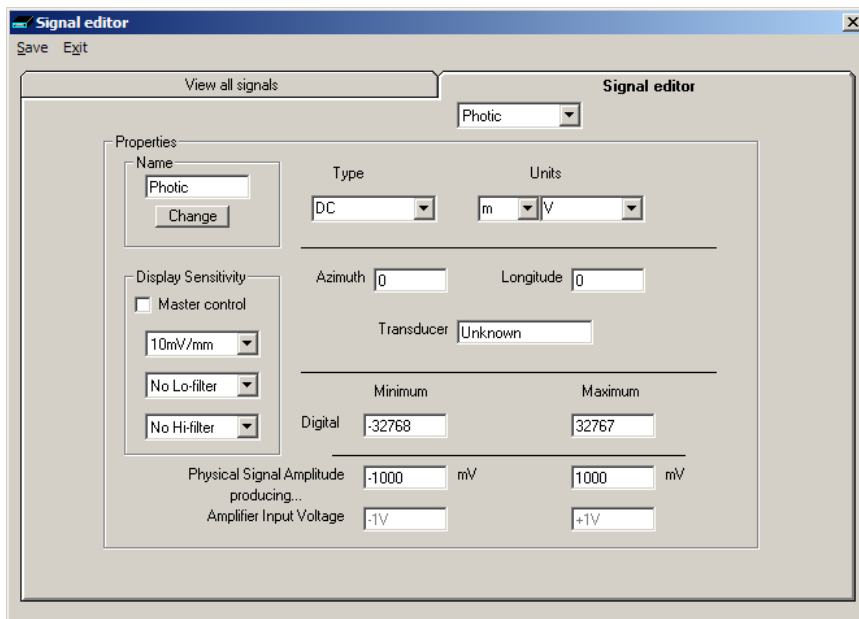 Signal editor
Save Exit
View all signals Signal editor
Photic
Properties
Name
Photic
Change
Type Units
DC m V
Display Sensitivity
Master control
10mV/mm
No Lo-filter
No Hi-filter
Azimuth 0 Longitude 0
Transducer Unknown
Minimum Maximum
Digital -32768 32767
Physical Signal Amplitude -1000 mV 1000 mV
producing...
Amplifier Input Voltage -1V +1V